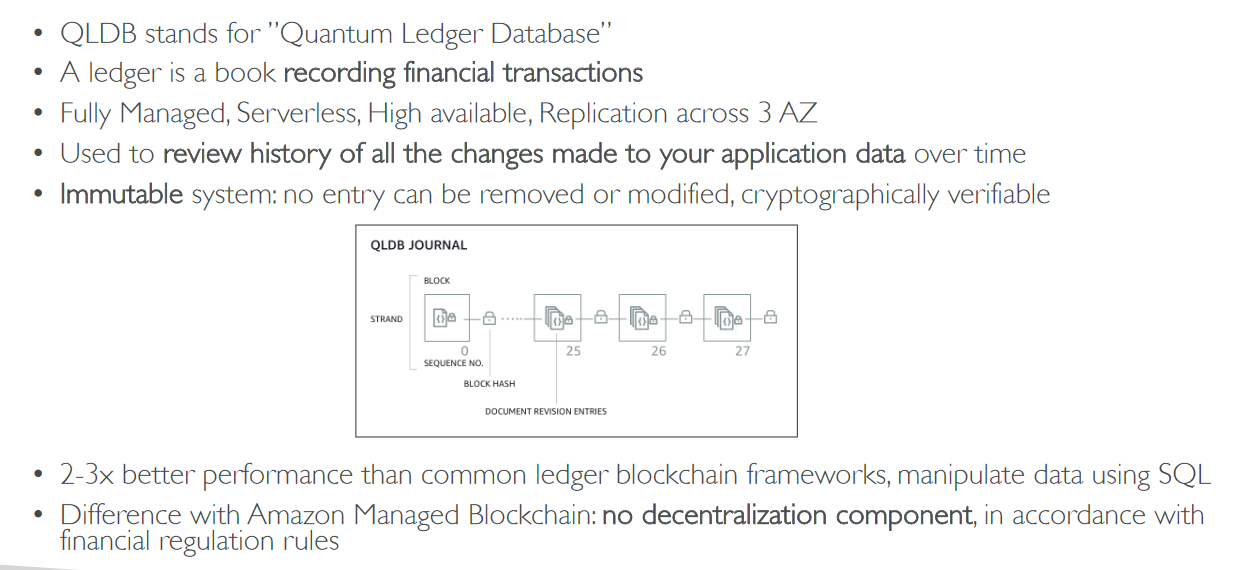 • QLDB stands for ”Quantum Ledger Database”
• A ledger is a book recording financial transactions
• Fully Managed, Serverless, High available, Replication across 3 AZ
• Used to review history of all the changes made to your application data over time
• Immutable system: no entry can be removed or modified, cryptographically verifiable
QLDB JOURNAL
BLOCK
STRAND
0 25 26 27
SEQUENCE NO.
BLOCK HASH
DOCUMENT REVISION ENTRIES
• 2-3x better performance than common ledger blockchain frameworks, manipulate data using SQL
• Difference with Amazon Managed Blockchain: no decentralization component, in accordance with
financial regulation rules